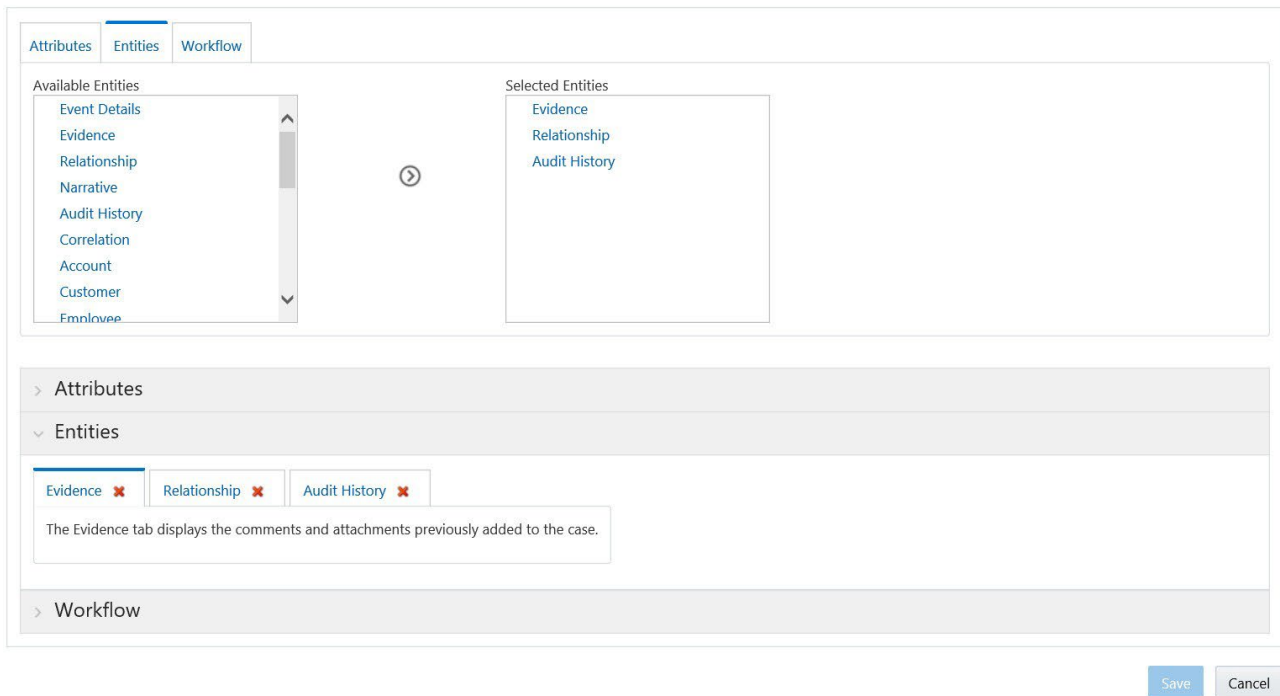 Attributes Entities Workflow
Available Entities Selected Entities
Event Details Evidence
Evidence Relationship
Relationship Audit History
Narrative
Audit History
Correlation
Account
Customer
Employee
Attributes
Entities
Evidence Relationship Audit History
The Evidence tab displays the comments and attachments previously added to the case.
Workflow
Save Cancel